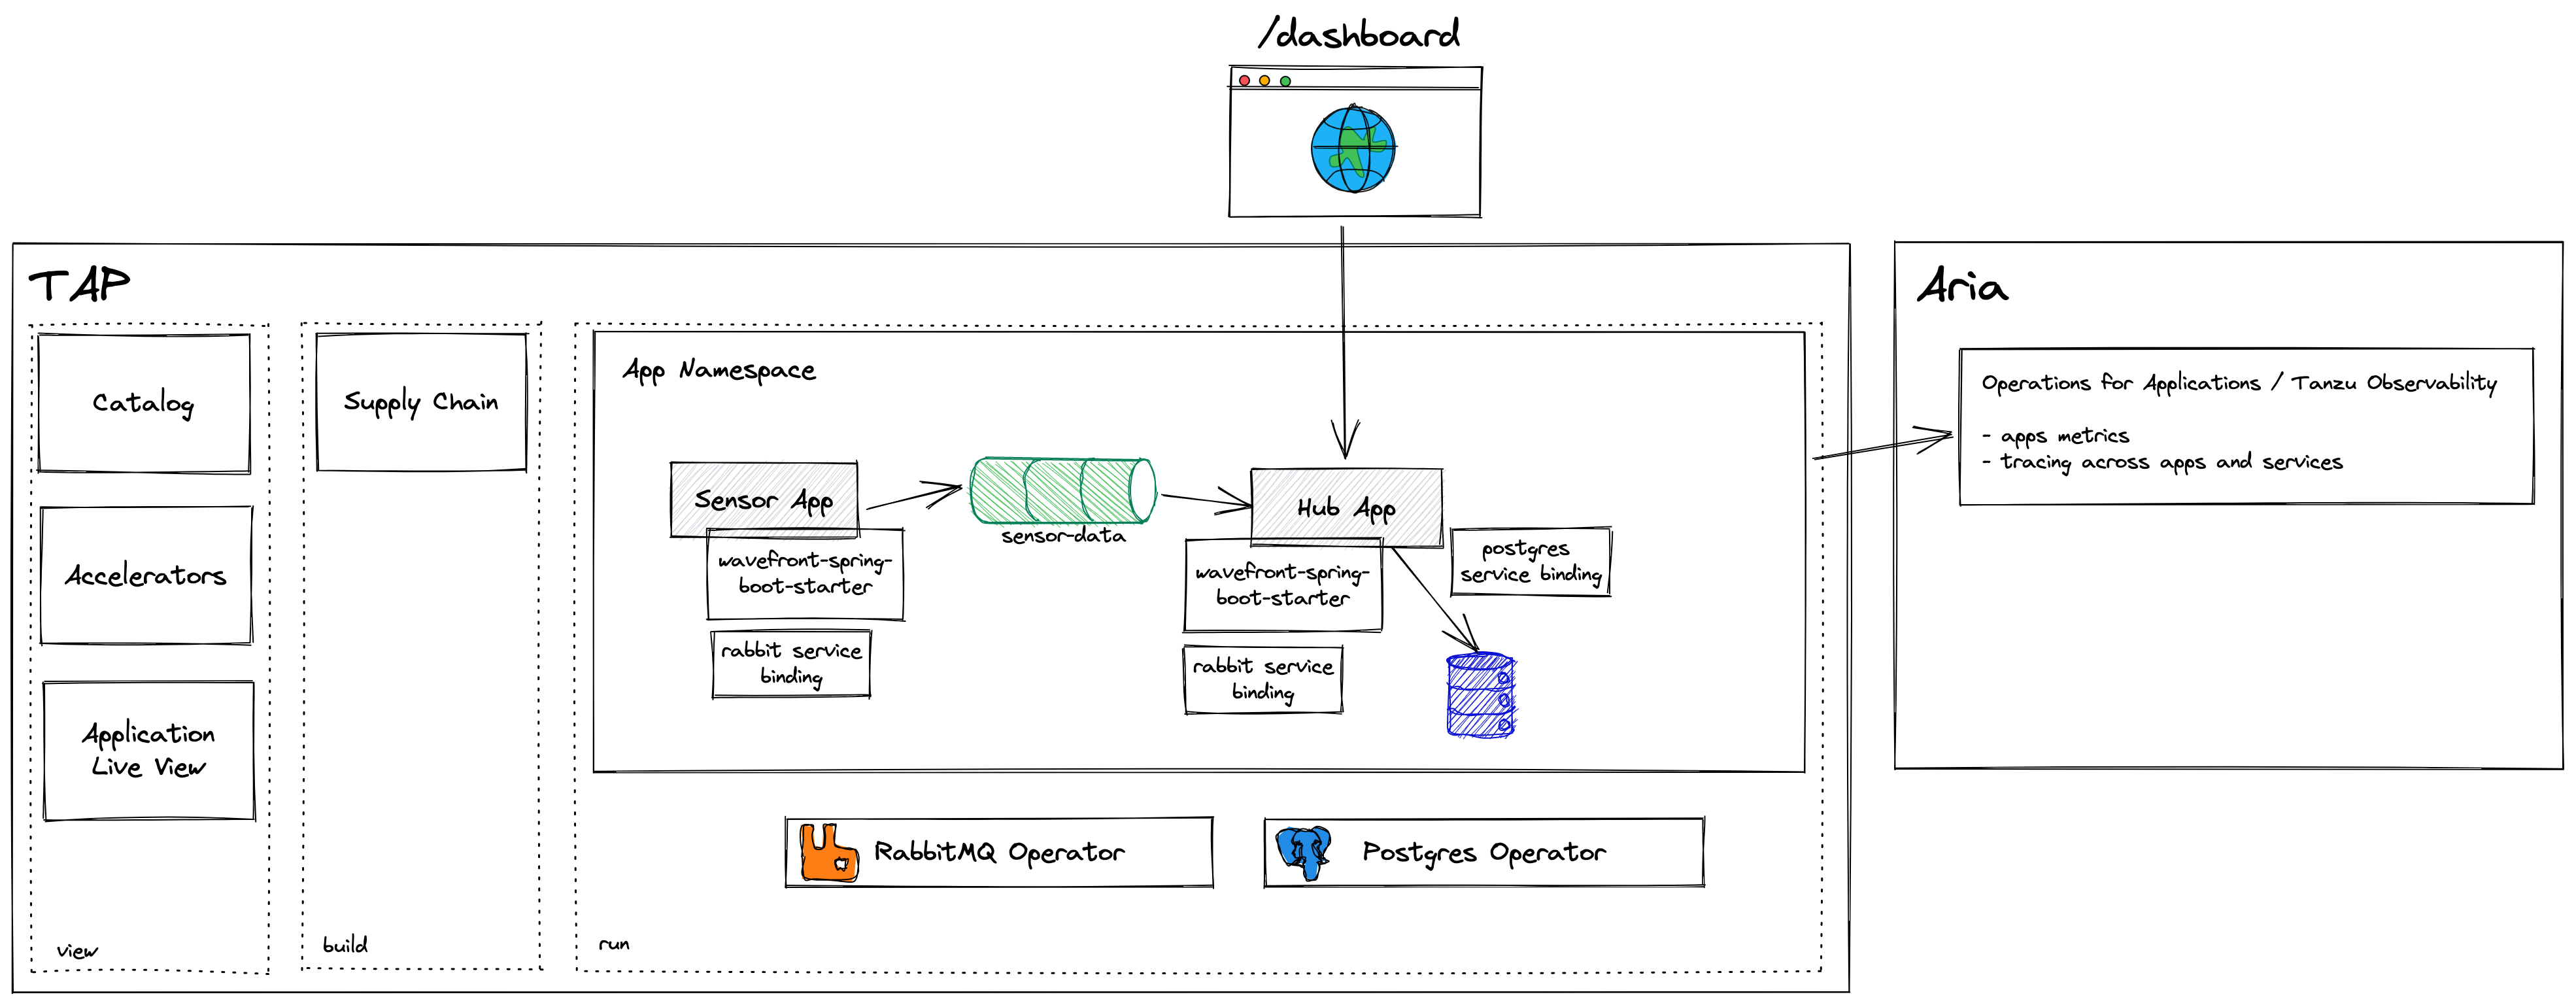 /dashboard
TAP
Catalog
Accelerators
Application
Live View
view
Supply Chain
build
App Namespace
Sensor App
wavefront-spring-
boot-starter
rabbit service
binding
sensor-data
Hub App
wavefront-spring-
boot-starter
rabbit service
binding
postgres
service binding
RabbitMQ Operator
Postgres Operator
run
Aria
Operations for Applications / Tanzu Observability
- apps metrics
- tracing across apps and services